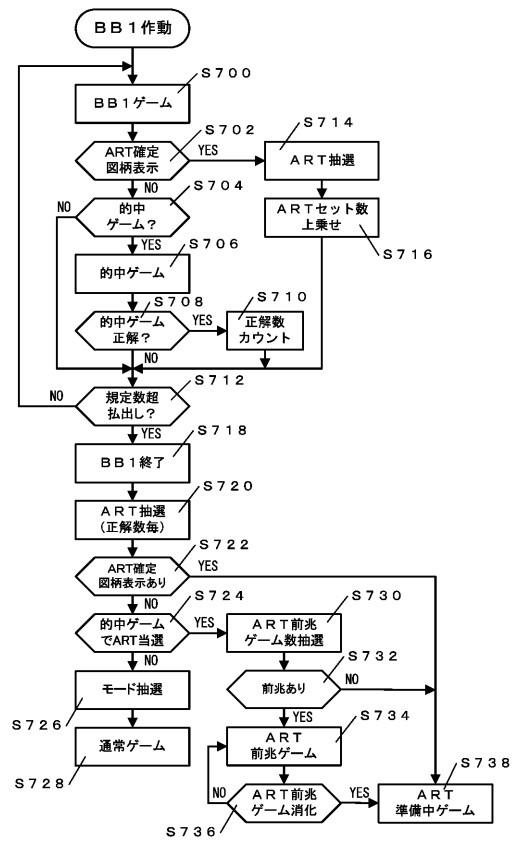 BB1作動
S700
BB1ゲーム
S702
S714
ART確定
図柄表示
YES
ART抽選
NO
S704
NO
的中
ゲーム?
ARTセット数
上乗せ
YES
S706
S716
的中ゲーム
S708
S710
的中ゲーム
正解?
YES
正解数
カウント
NO
S712
NO
規定数超
払出し?
YES
S718
BB1終了
S720
ART抽選
(正解数毎)
S722
ART確定
図柄表示あり
YES
NO
S724
S730
的中ゲーム
でART当選
YES
ART前兆
ゲーム数抽選
NO
S732
モード抽選
前兆あり
NO
S726
YES
S734
通常ゲーム
ART
前兆ゲーム
S728
S738
NO
ART前兆
ゲーム消化
YES
ART
準備中ゲーム
S736